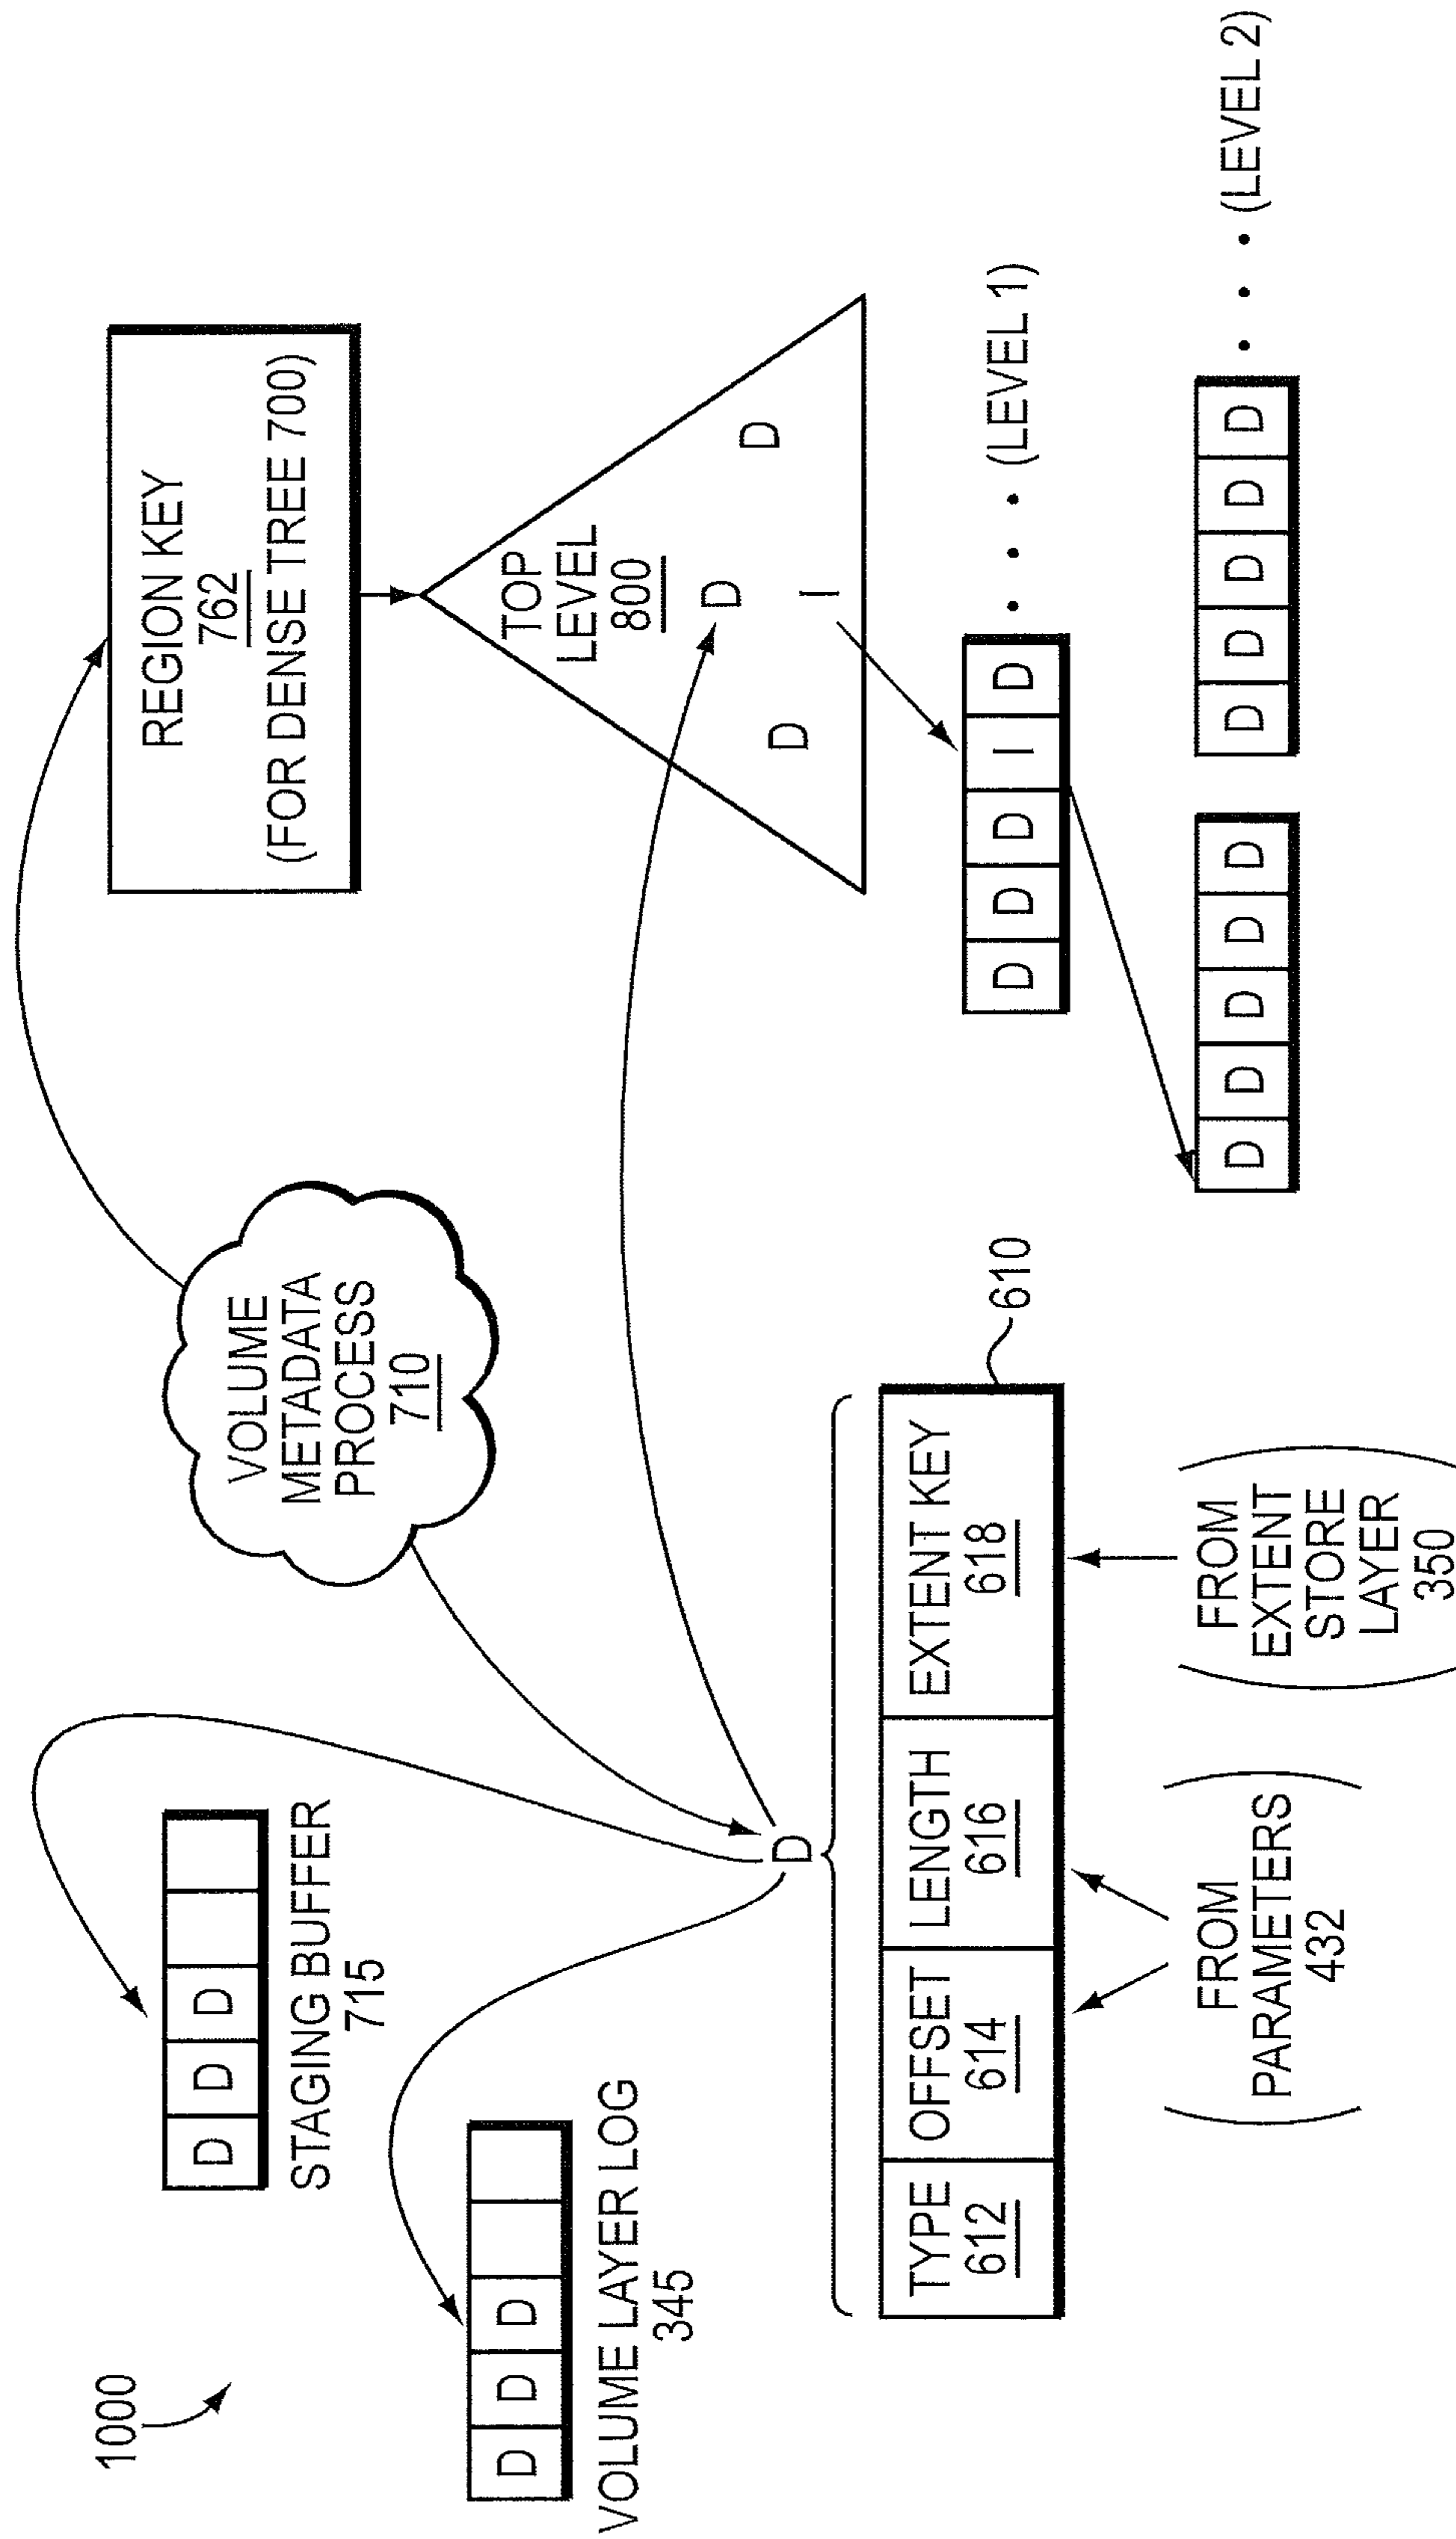 1000
D D D
STAGING BUFFER
715
D D D
VOLUME LAYER LOG
345
VOLUME
METADATA
PROCESS
710
REGION KEY
762
(FOR DENSE TREE 700)
TOP
LEVEL
800
D
D
D
I
D
TYPE
612
OFFSET
614
LENGTH
616
EXTENT KEY
618
610
FROM
PARAMETERS
432
FROM
EXTENT
STORE
LAYER
350
D D D I D • • • (LEVEL 1)
D D D D D
D D D D D • • • (LEVEL 2)